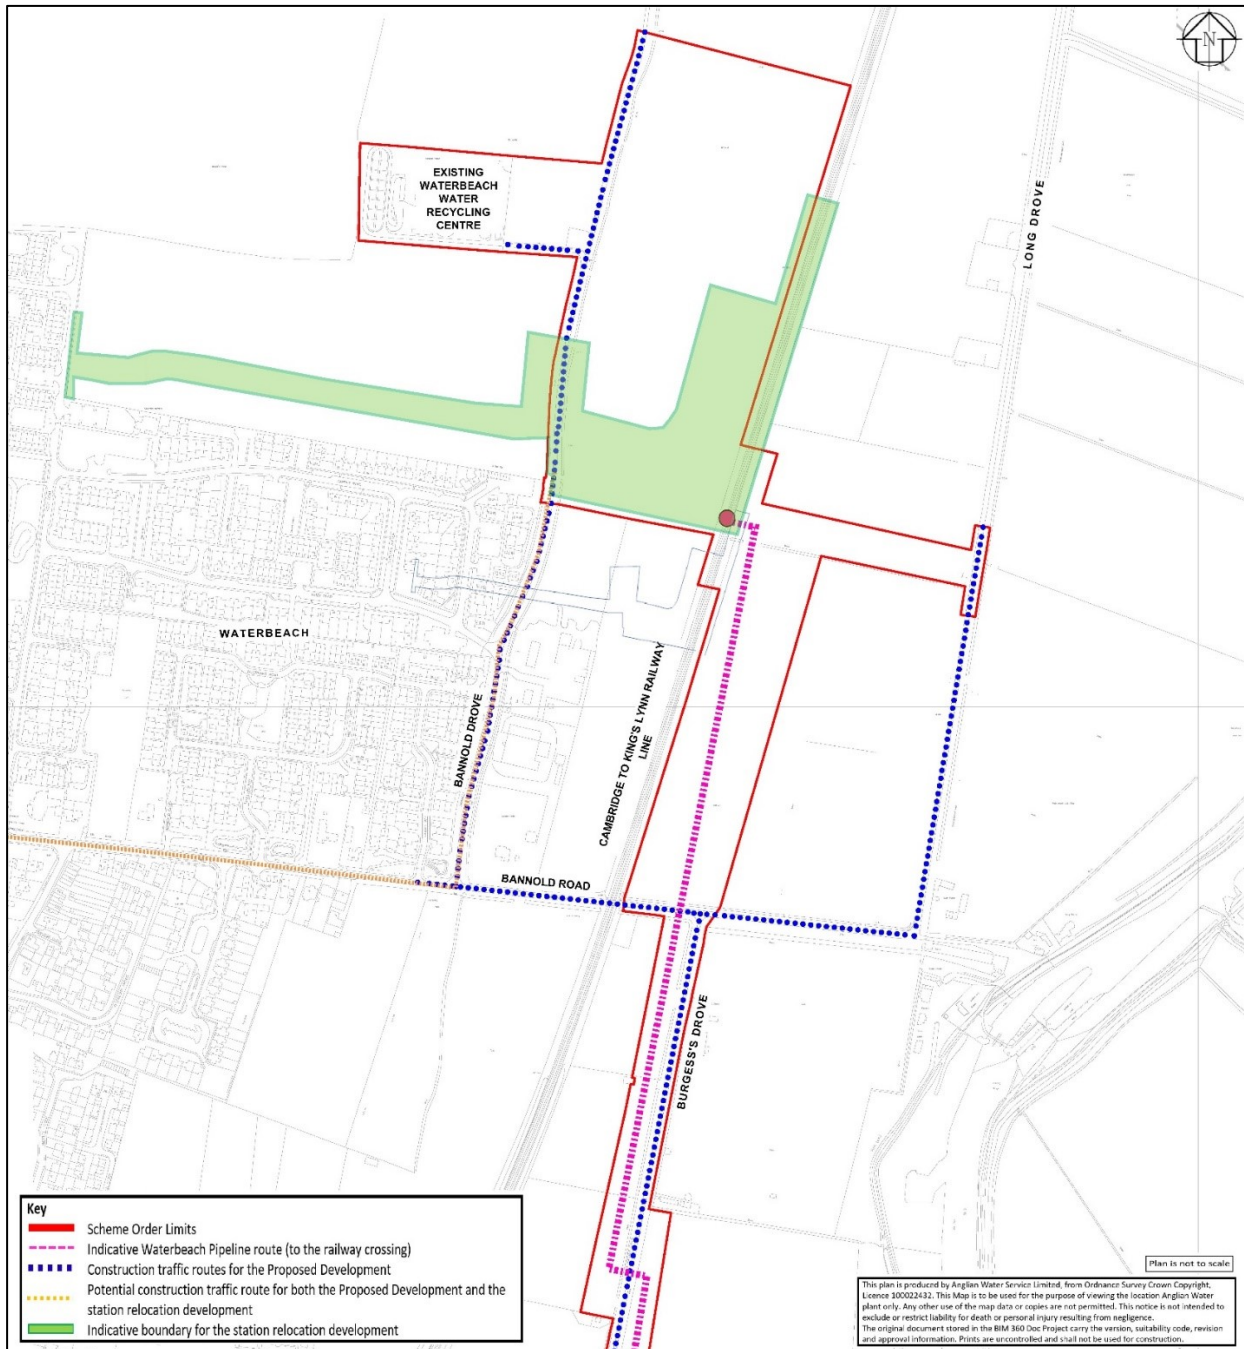 N
EXISTING
WATERBEACH
WATER
RECYCLING
CENTRE
LONG DROVE
WATERBEACH
BANNOLD DROVE
CAMBRIDGE TO KING'S LYNN RAILWAY
LINE
BANNOLD ROAD
BURGESS'S DROVE
Key
Scheme Order Limits
Indicative Waterbeach Pipeline route (to the railway crossing)
Construction traffic routes for the Proposed Development
Potential construction traffic route for both the Proposed Development and the
station relocation development
Indicative boundary for the station relocation development
Plan is not to scale
This plan is produced by Anglian Water Service Limited, from Ordnance Survey Crown Copyright,
Licence 100022432. This Map is to be used for the purpose of viewing the location Anglian Water
plant only. Any other use of the map data or copies are not permitted. This notice is not intended to
exclude or restrict liability for death or personal injury resulting from negligence.
The original document stored in the BIM 360 Doc Project carry the version, suitability code, revision
and approval information. Prints are uncontrolled and shall not be used for construction.